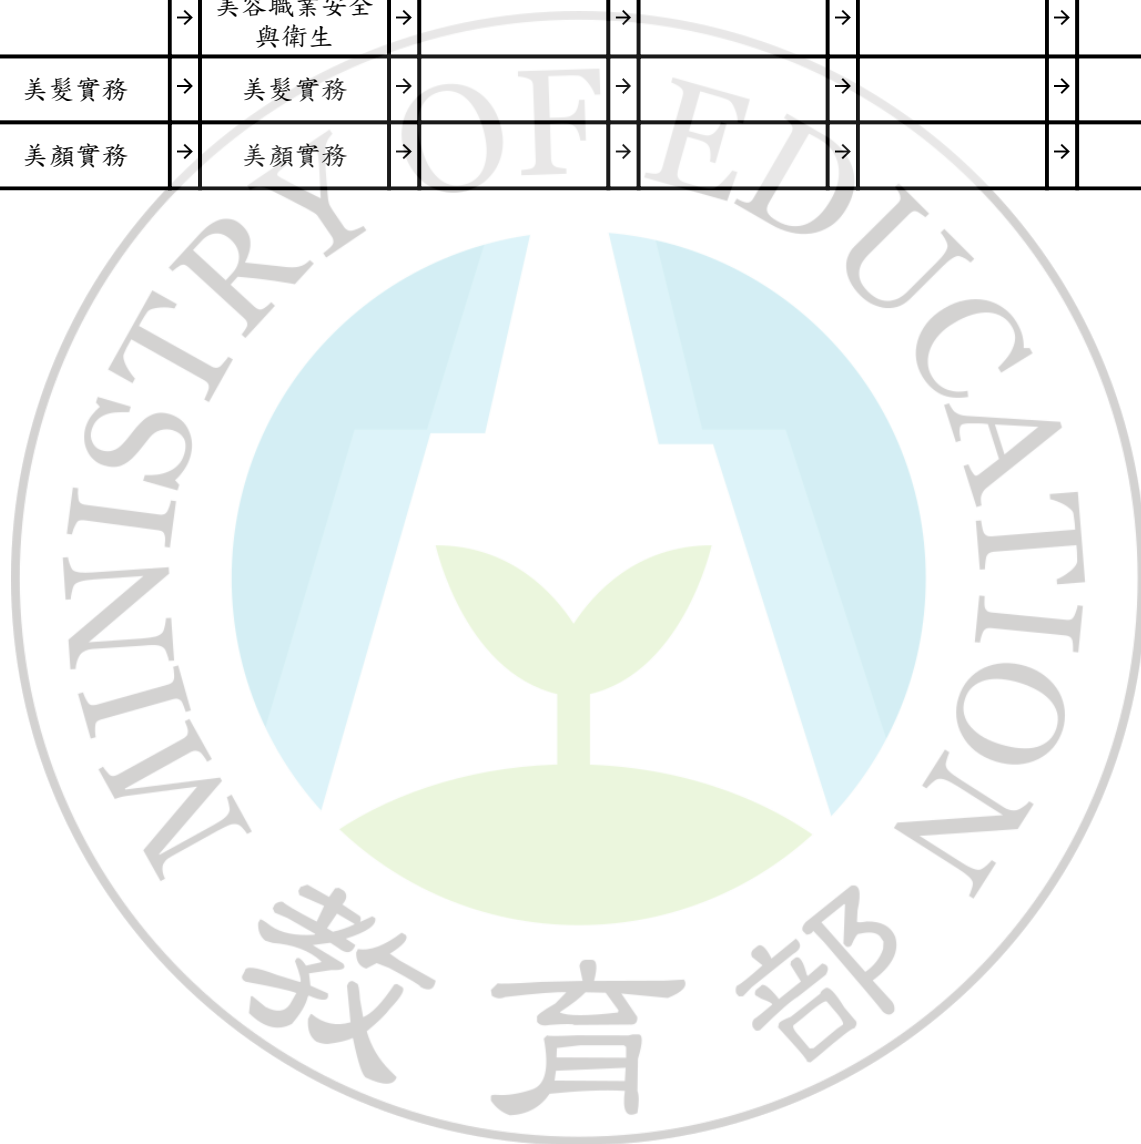 → 美容職業安全 → → → →
與衛生
美髮實務 → 美髮實務 → → → →
美顏實務 → 美顏實務 → → → →
MINISTRY OF EDUCATION
教育部